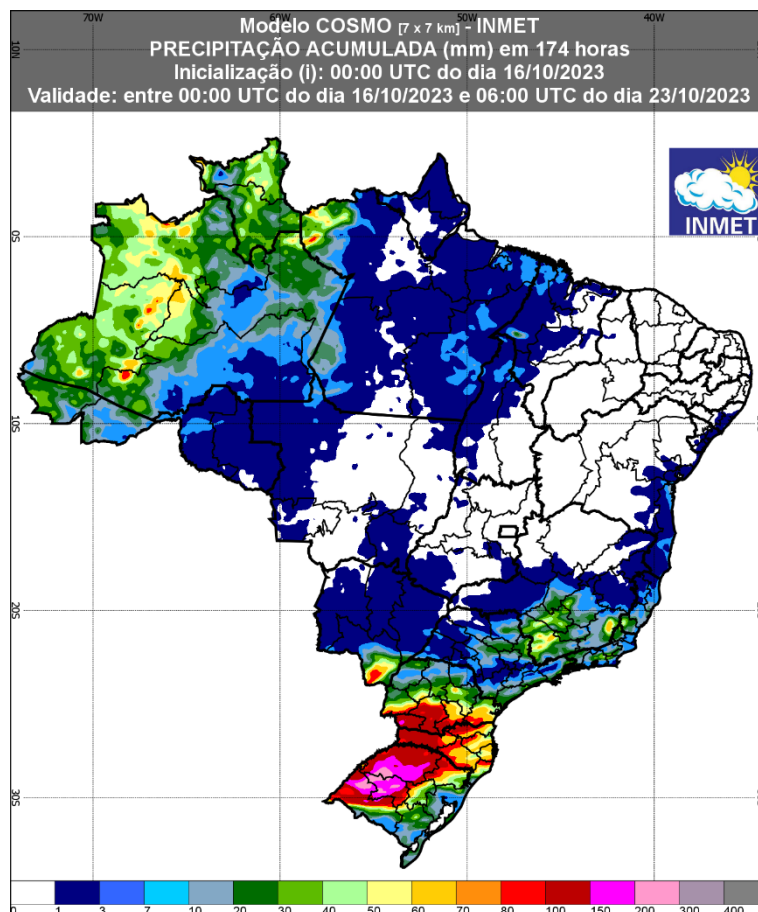 70W 60W 50W 40W
Modelo COSMO [7 x 7 km] - INMET
PRECIPITAÇÃO ACUMULADA (mm) em 174 horas
Inicialização (i): 00:00 UTC do dia 16/10/2023
Validade: entre 00:00 UTC do dia 16/10/2023 e 06:00 UTC do dia 23/10/2023
10N
INMET
0S
10S
20S
30S
0 1 3 7 10 20 30 40 50 60 70 80 100 150 200 300 400